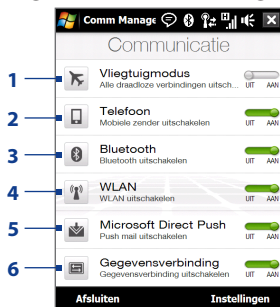 Comm Manage
Communicatie
1
Vliegtuigmodus
Alle draadloze verbindingen uitsch...
UIT AAN
2
Telefoon
Mobiele zender uitschakelen
UIT AAN
3
Bluetooth
Bluetooth uitschakelen
UIT AAN
4
WLAN
WLAN uitschakelen
UIT AAN
5
Microsoft Direct Push
Push mail uitschakelen
UIT AAN
6
Gegevensverbinding
Gegevensverbinding uitschakelen
UIT AAN
Afsluiten Instellingen